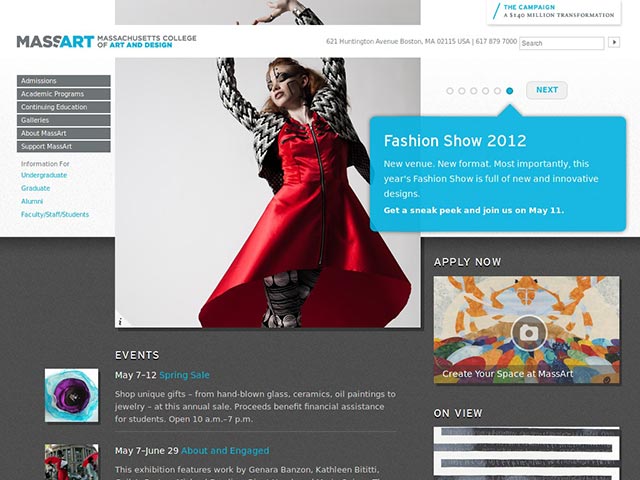 THE CAMPAIGN
A $140 MILLION TRANSFORMATION
MASSART MASSACHUSETTS COLLEGE
OF ART AND DESIGN
621 Huntington Avenue Boston, MA 02115 USA | 617 879 7000
Search
Admissions
Academic Programs
Continuing Education
Galleries
About MassArt
Support MassArt
Information For
Undergraduate
Graduate
Alumni
Faculty/Staff/Students
NEXT
Fashion Show 2012
New venue. New format. Most importantly, this
year's Fashion Show is full of new and innovative
designs.
Get a sneak peek and join us on May 11.
i
APPLY NOW
Create Your Space at MassArt
ON VIEW
EVENTS
May 7–12 Spring Sale
Shop unique gifts – from hand-blown glass, ceramics, oil paintings to
jewelry – at this annual sale. Proceeds benefit financial assistance
for students. Open 10 a.m.–7 p.m.
May 7–June 29 About and Engaged
This exhibition features work by Genara Banzon, Kathleen Bititti,